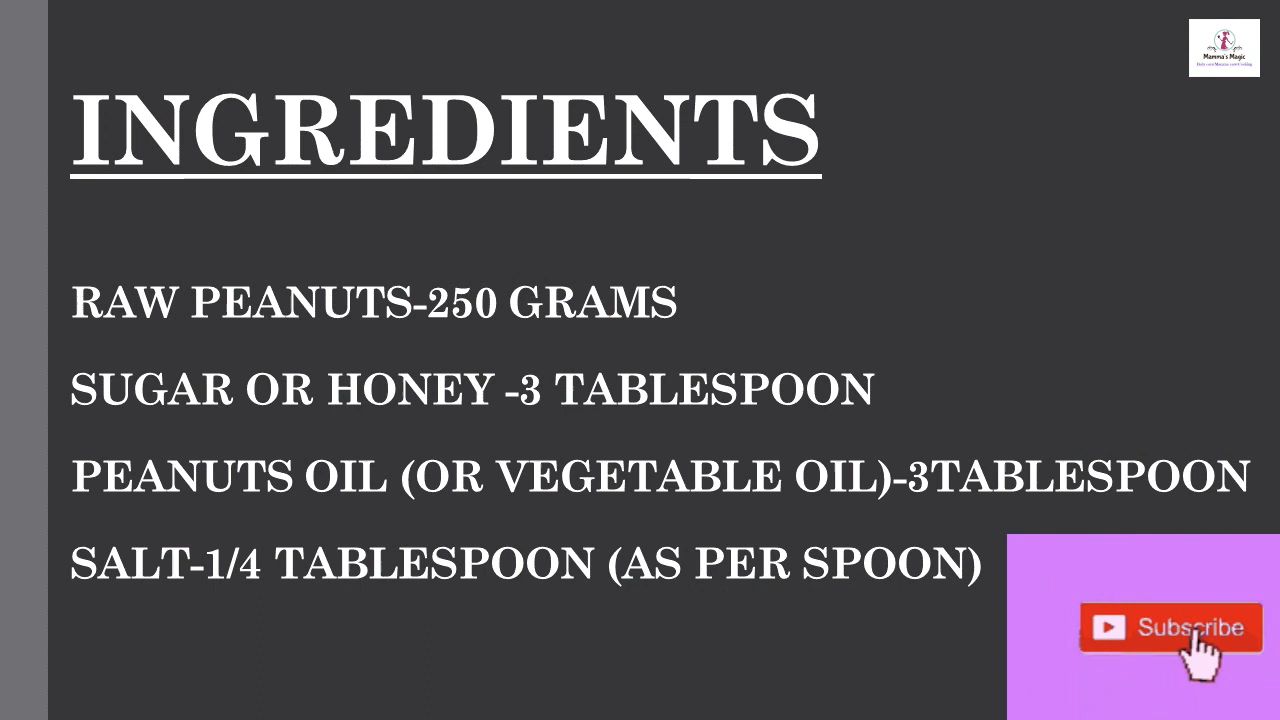 Mamma's Magic
INGREDIENTS
RAW PEANUTS-250 GRAMS
SUGAR OR HONEY -3 TABLESPOON
PEANUTS OIL (OR VEGETABLE OIL)-3TABLESPOON
SALT-1/4 TABLESPOON (AS PER SPOON)
Subscribe